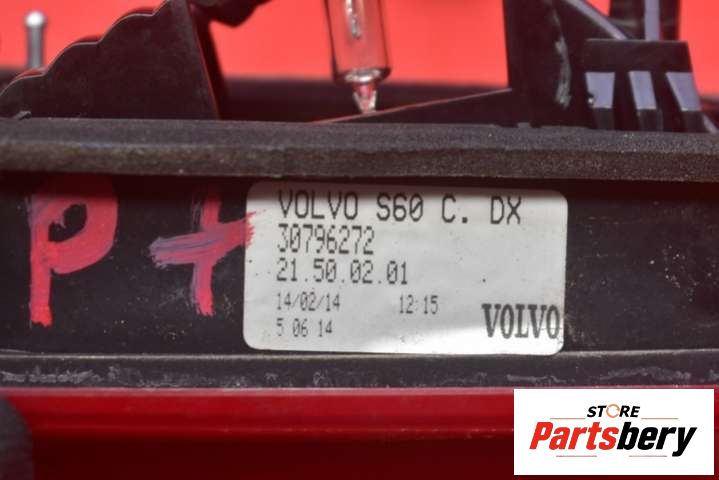 VOLVO S60 C. DX
30796272
21.50.02.01
14/02/14 12:15
5 06 14 VOLVO
P+
STORE
Partsbery